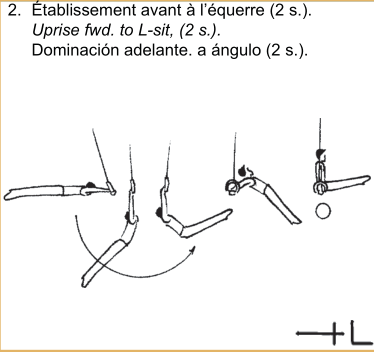 2. Établissement avant à l'équerre (2 s.).
Uprise fwd. to L-sit, (2 s.).
Dominación adelante. a ángulo (2 s.).